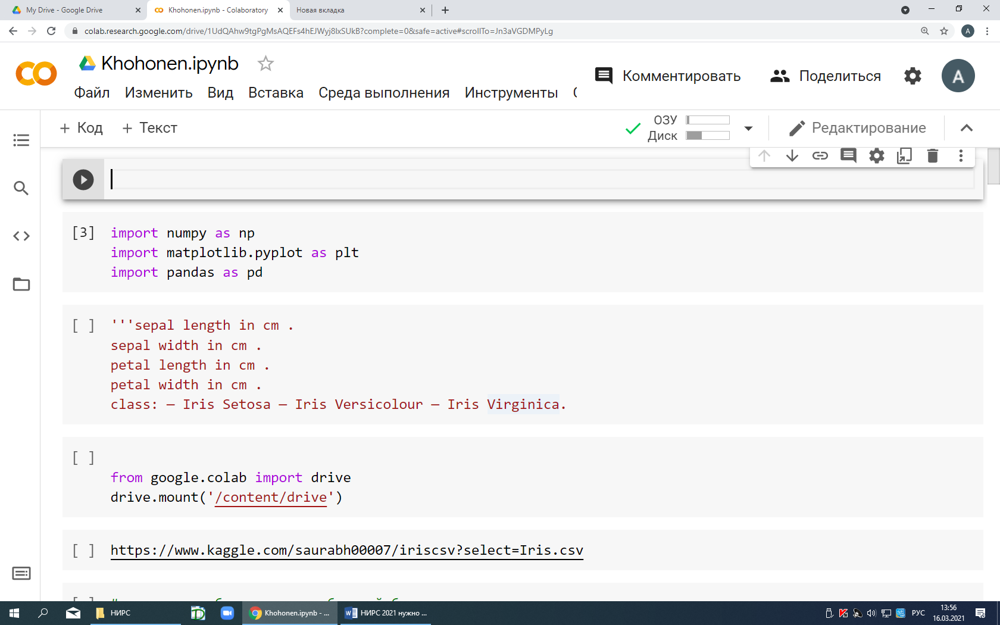 My Drive - Google Drive
Khohonen.ipynb - Colaboratory
Новая вкладка
colab.research.google.com/drive/1UdQAhw9tgPgMsAQEFs4hEJWyj8lxSUkB?complete=0&safe=active#scrollTo=Jn3aVGDMPyLg
A
Khohonen.ipynb
Комментировать
Поделиться
A
Файл Изменить Вид Вставка Среда выполнения Инструменты
+ Код + Текст
ОЗУ
Диск
Редактирование
[3] import numpy as np
import matplotlib.pyplot as plt
import pandas as pd
[ ] '''sepal length in cm .
sepal width in cm .
petal length in cm .
petal width in cm .
class: — Iris Setosa — Iris Versicolour — Iris Virginica.
[ ]
from google.colab import drive
drive.mount('/content/drive')
[ ] https://www.kaggle.com/saurabh00007/iriscsv?select=Iris.csv
НИРС
Khohonen.ipynb - ...
НИРС 2021 нужно ...
РУС
13:56
16.03.2021